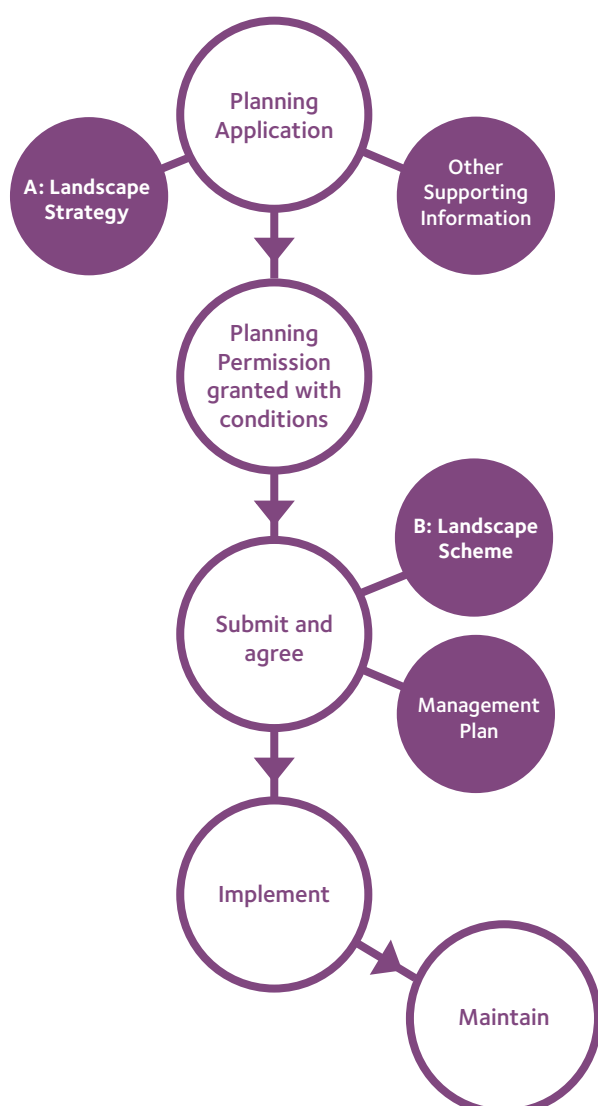 Planning
Application
A: Landscape
Strategy
Other
Supporting
Information
Planning
Permission
granted with
conditions
B: Landscape
Scheme
Submit and
agree
Management
Plan
Implement
Maintain